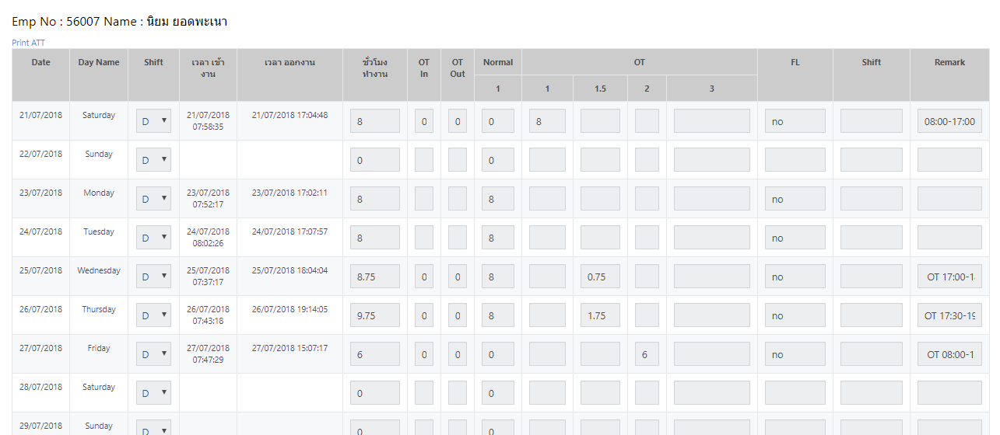 Emp No : 56007 Name : นิยม ยอดพะเนา
Print ATT
Date Day Name Shift เวลา เข้างาน เวลา ออกงาน ชั่วโมงทำงาน OT In OT Out Normal OT FL Shift Remark
1 1 1.5 2 3
21/07/2018 Saturday D 21/07/2018 07:58:35 21/07/2018 17:04:48 8 0 0 0 8 no 08:00-17:00
22/07/2018 Sunday D 0 0
23/07/2018 Monday D 23/07/2018 07:52:17 23/07/2018 17:02:11 8 8 no
24/07/2018 Tuesday D 24/07/2018 08:02:26 24/07/2018 17:07:57 8 8 no
25/07/2018 Wednesday D 25/07/2018 07:37:17 25/07/2018 18:04:04 8.75 0 0 8 0.75 no OT 17:00-1
26/07/2018 Thursday D 26/07/2018 07:43:18 26/07/2018 19:14:05 9.75 0 0 8 1.75 no OT 17:30-19
27/07/2018 Friday D 27/07/2018 07:47:29 27/07/2018 15:07:17 6 0 0 0 6 no OT 08:00-1
28/07/2018 Saturday D 0 0
29/07/2018 Sunday D 0 0